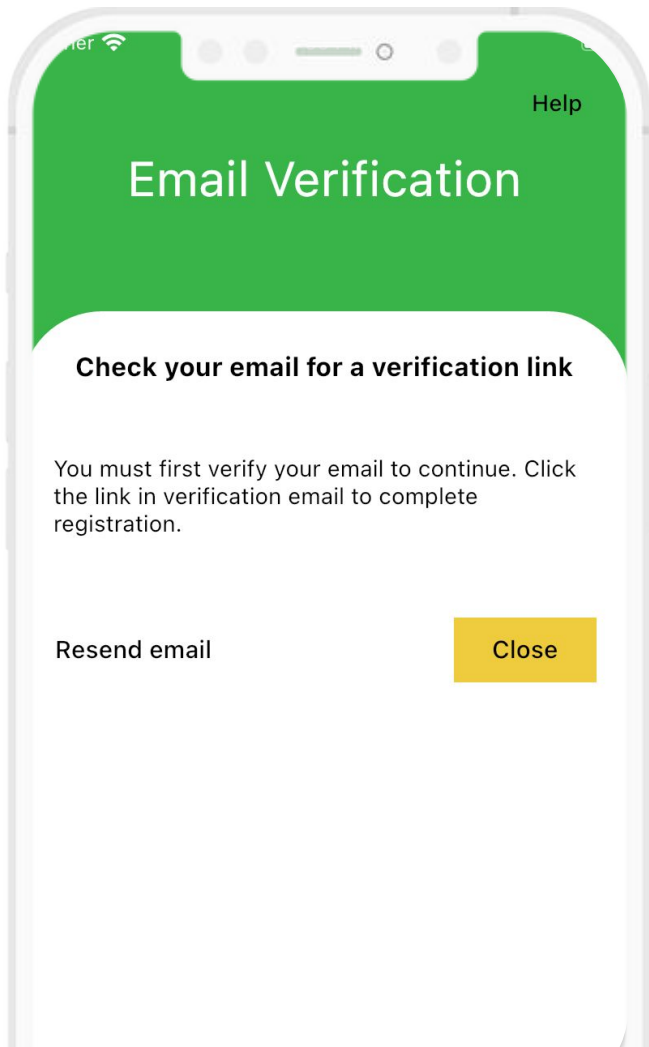 Help
Email Verification
Check your email for a verification link
You must first verify your email to continue. Click
the link in verification email to complete
registration.
Resend email
Close